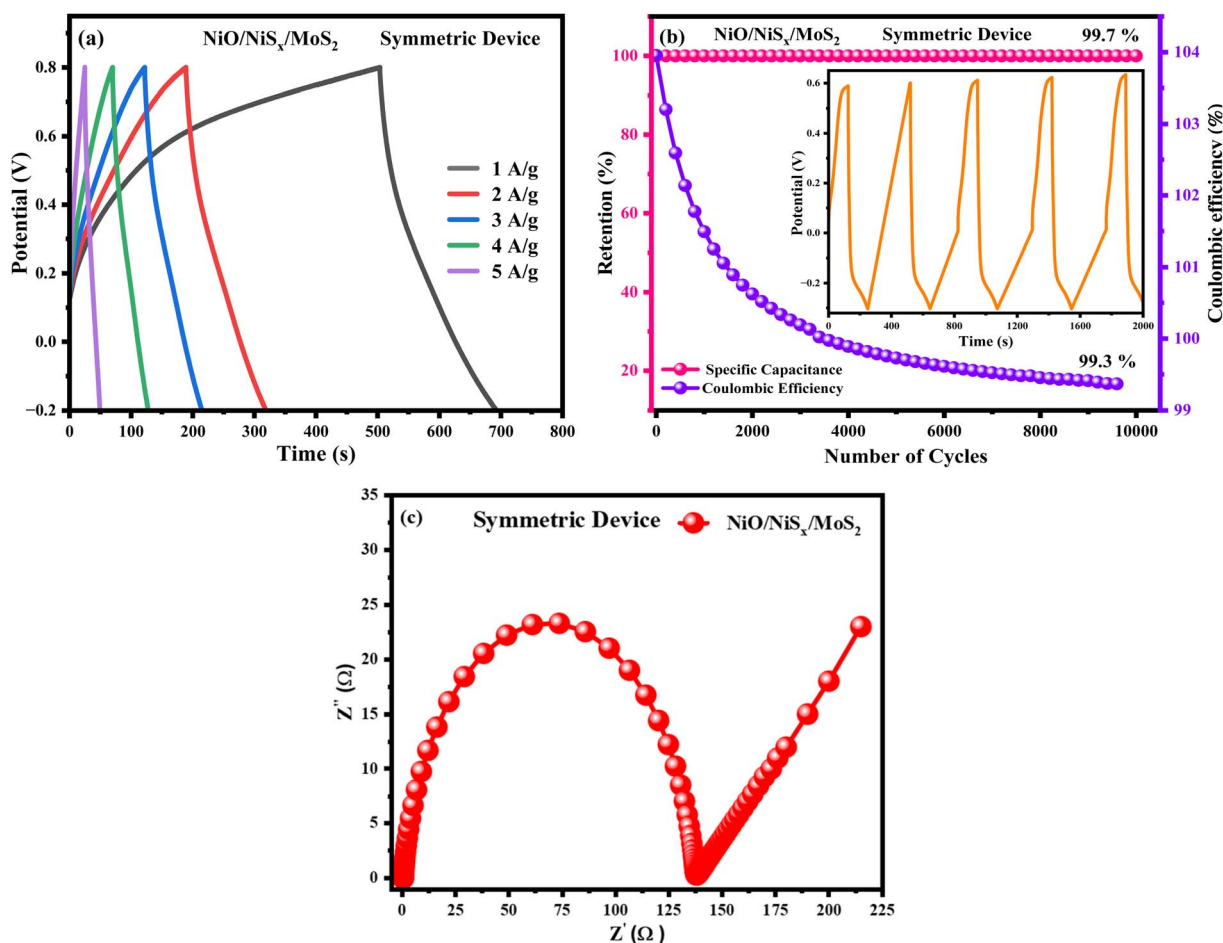 (a) NiO/NiSx/MoS2 Symmetric Device
Potential (V)
0.8
0.6
0.4
0.2
0.0
−0.2
1 A/g
2 A/g
3 A/g
4 A/g
5 A/g
0 100 200 300 400 500 600 700 800
Time (s)
(b) NiO/NiSx/MoS2 Symmetric Device 99.7 %
Retention (%)
100
80
60
40
20
Coulombic efficiency (%)
104
103
102
101
100
99
Potential (V)
0.6
0.4
0.2
0.0
−0.2
0 400 800 1200 1600 2000
Time (s)
99.3 %
Specific Capacitance
Coulombic Efficiency
0 2000 4000 6000 8000 10000
Number of Cycles
(c) Symmetric Device NiO/NiSx/MoS2
Z'' (Ω)
35
30
25
20
15
10
5
0
0 25 50 75 100 125 150 175 200 225
Z' (Ω)